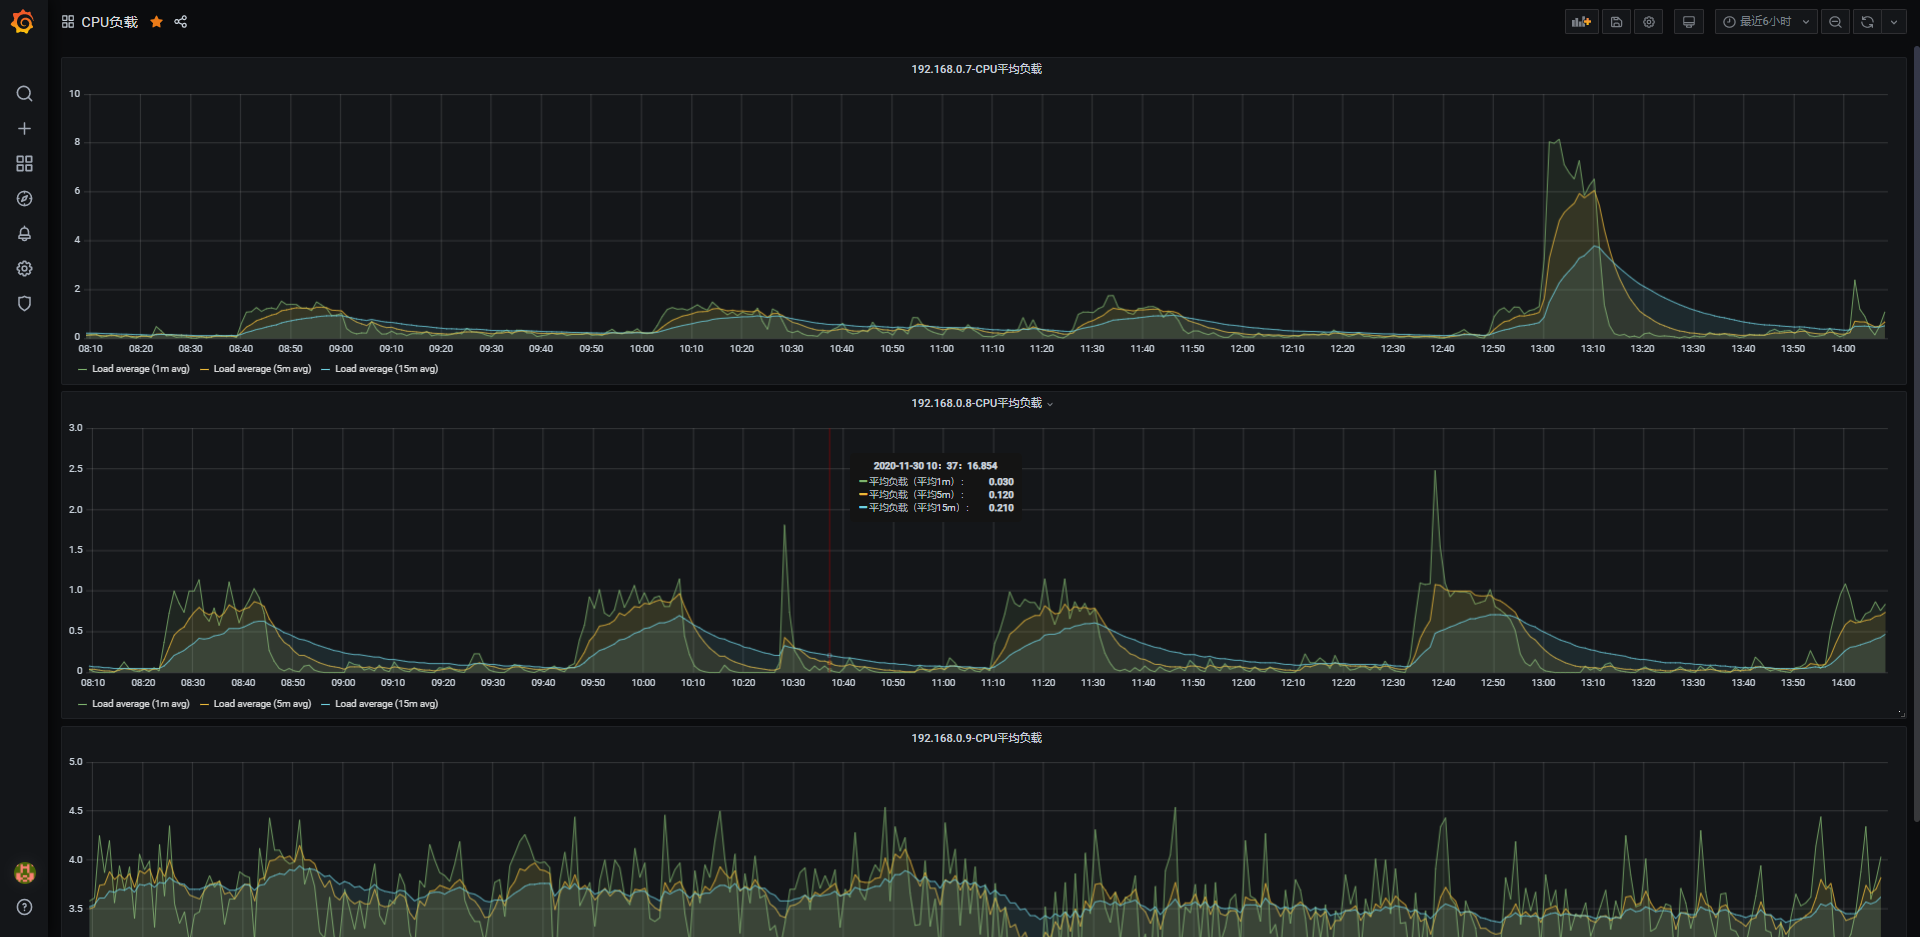 CPU负载
最近6小时
192.168.0.7-CPU平均负载
10
8
6
4
2
0
08:10 08:20 08:30 08:40 08:50 09:00 09:10 09:20 09:30 09:40 09:50 10:00 10:10 10:20 10:30 10:40 10:50 11:00 11:10 11:20 11:30 11:40 11:50 12:00 12:10 12:20 12:30 12:40 12:50 13:00 13:10 13:20 13:30 13:40 13:50 14:00
Load average (1m avg) Load average (5m avg) Load average (15m avg)
192.168.0.8-CPU平均负载
3.0
2.5
2.0
1.5
1.0
0.5
0
2020-11-30 10：37：16.854
平均负载（平均1m）： 0.030
平均负载（平均5m）： 0.120
平均负载（平均15m）： 0.210
08:10 08:20 08:30 08:40 08:50 09:00 09:10 09:20 09:30 09:40 09:50 10:00 10:10 10:20 10:30 10:40 10:50 11:00 11:10 11:20 11:30 11:40 11:50 12:00 12:10 12:20 12:30 12:40 12:50 13:00 13:10 13:20 13:30 13:40 13:50 14:00
Load average (1m avg) Load average (5m avg) Load average (15m avg)
192.168.0.9-CPU平均负载
5.0
4.5
4.0
3.5